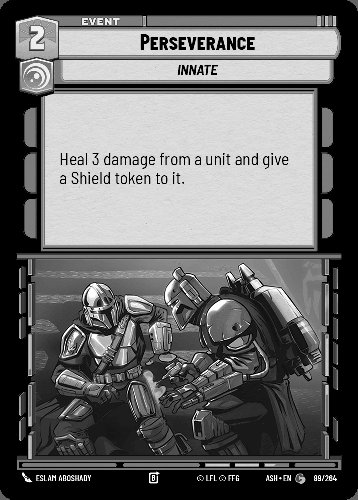 EVENT
2
PERSEVERANCE
INNATE
Heal 3 damage from a unit and give
a Shield token to it.
ESLAM ABOSHADY
© LFL © FFG
ASH • EN
89/264